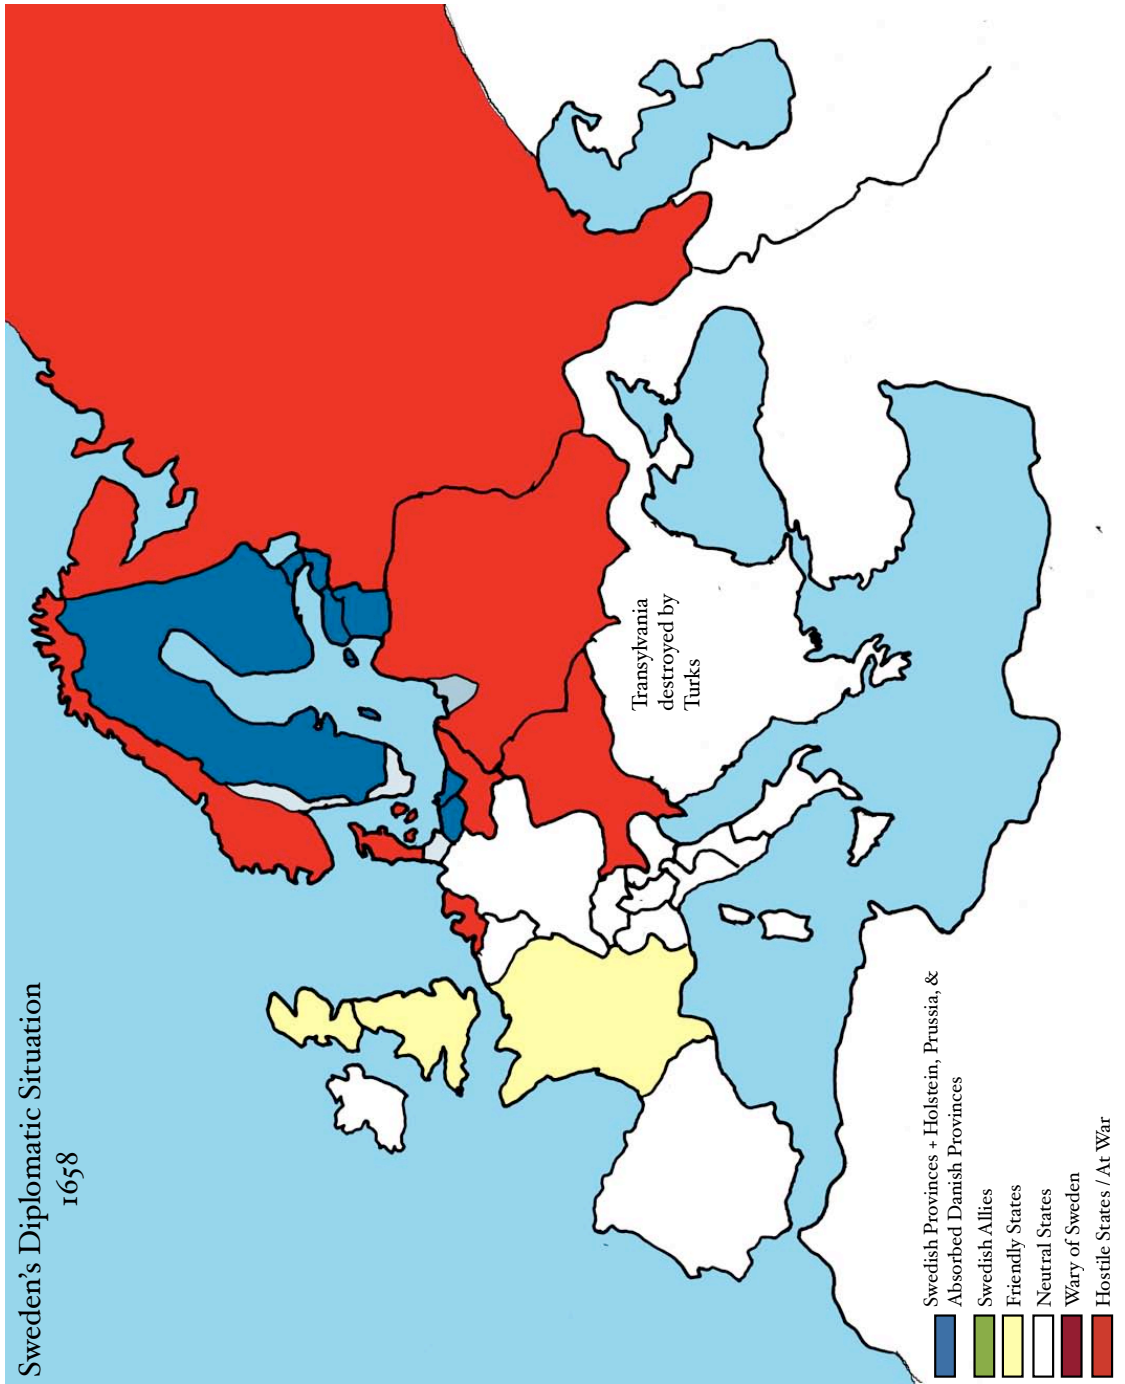 Sweden's Diplomatic Situation
1658
Transylvania
destroyed by
Turks
Swedish Provinces + Holstein, Prussia, &
Absorbed Danish Provinces
Swedish Allies
Friendly States
Neutral States
Wary of Sweden
Hostile States / At War